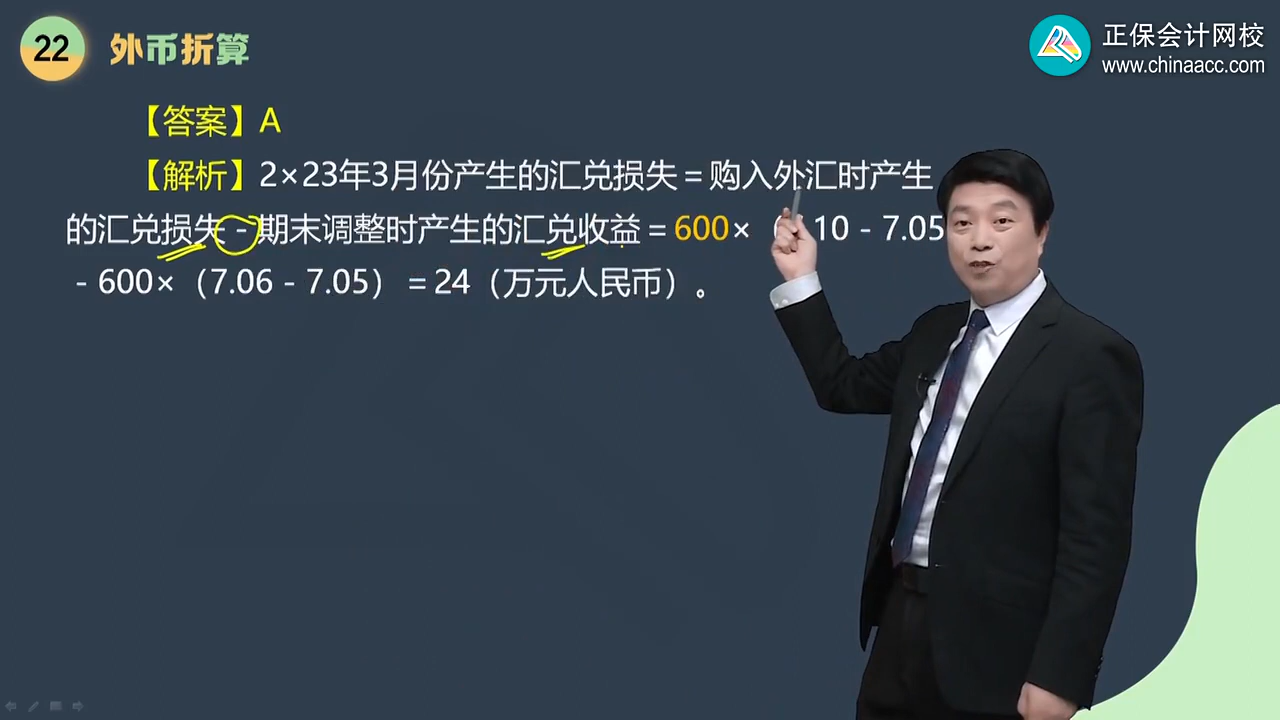 22 外币折算
正保会计网校
www.chinaacc.com
【答案】A
【解析】2×23年3月份产生的汇兑损失＝购入外汇时产生
的汇兑损失－期末调整时产生的汇兑收益＝600×（ 10－7.05
－600×（7.06－7.05）＝24（万元人民币）。